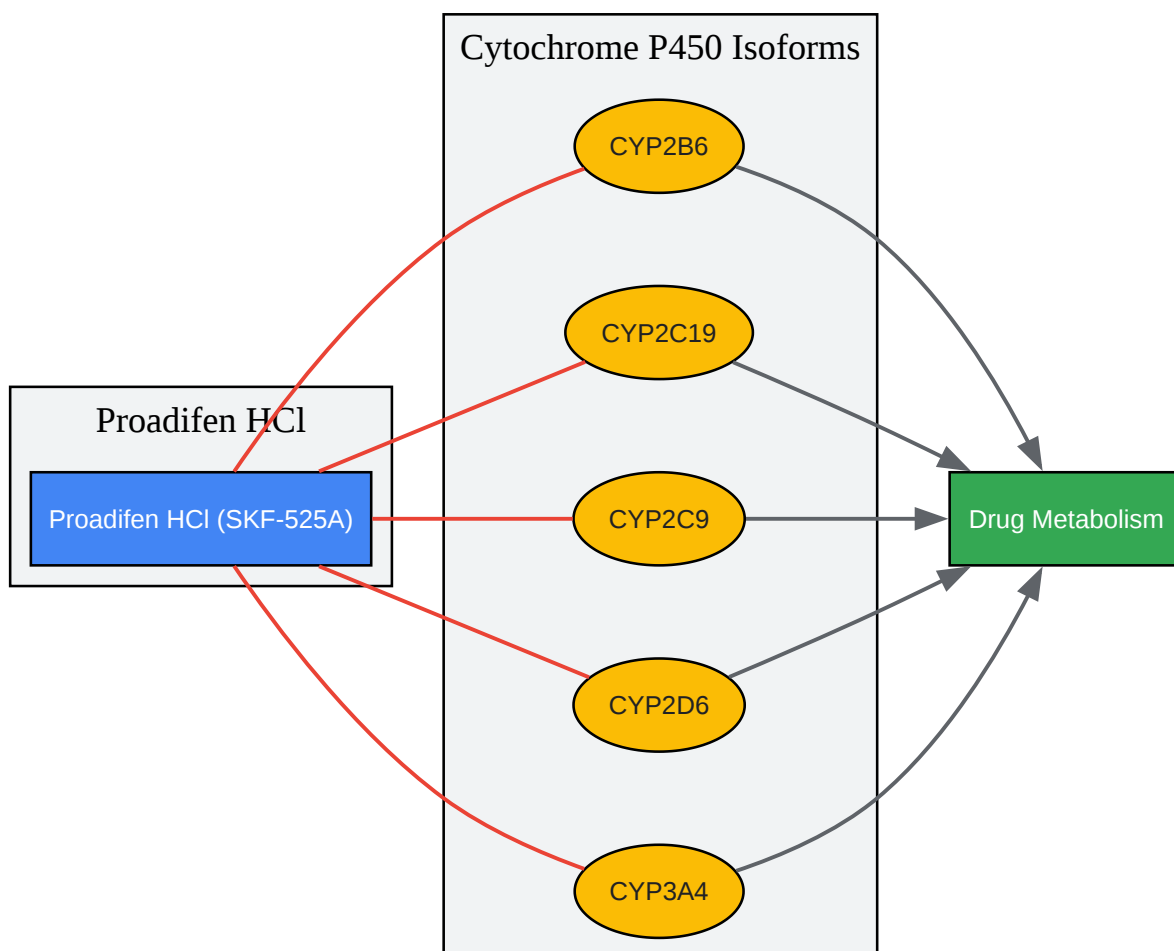 Cytochrome P450 Isoforms
CYP2B6
CYP2C19
Proadifen HCl
Proadifen HCl (SKF-525A)
CYP2C9
Drug Metabolism
CYP2D6
CYP3A4